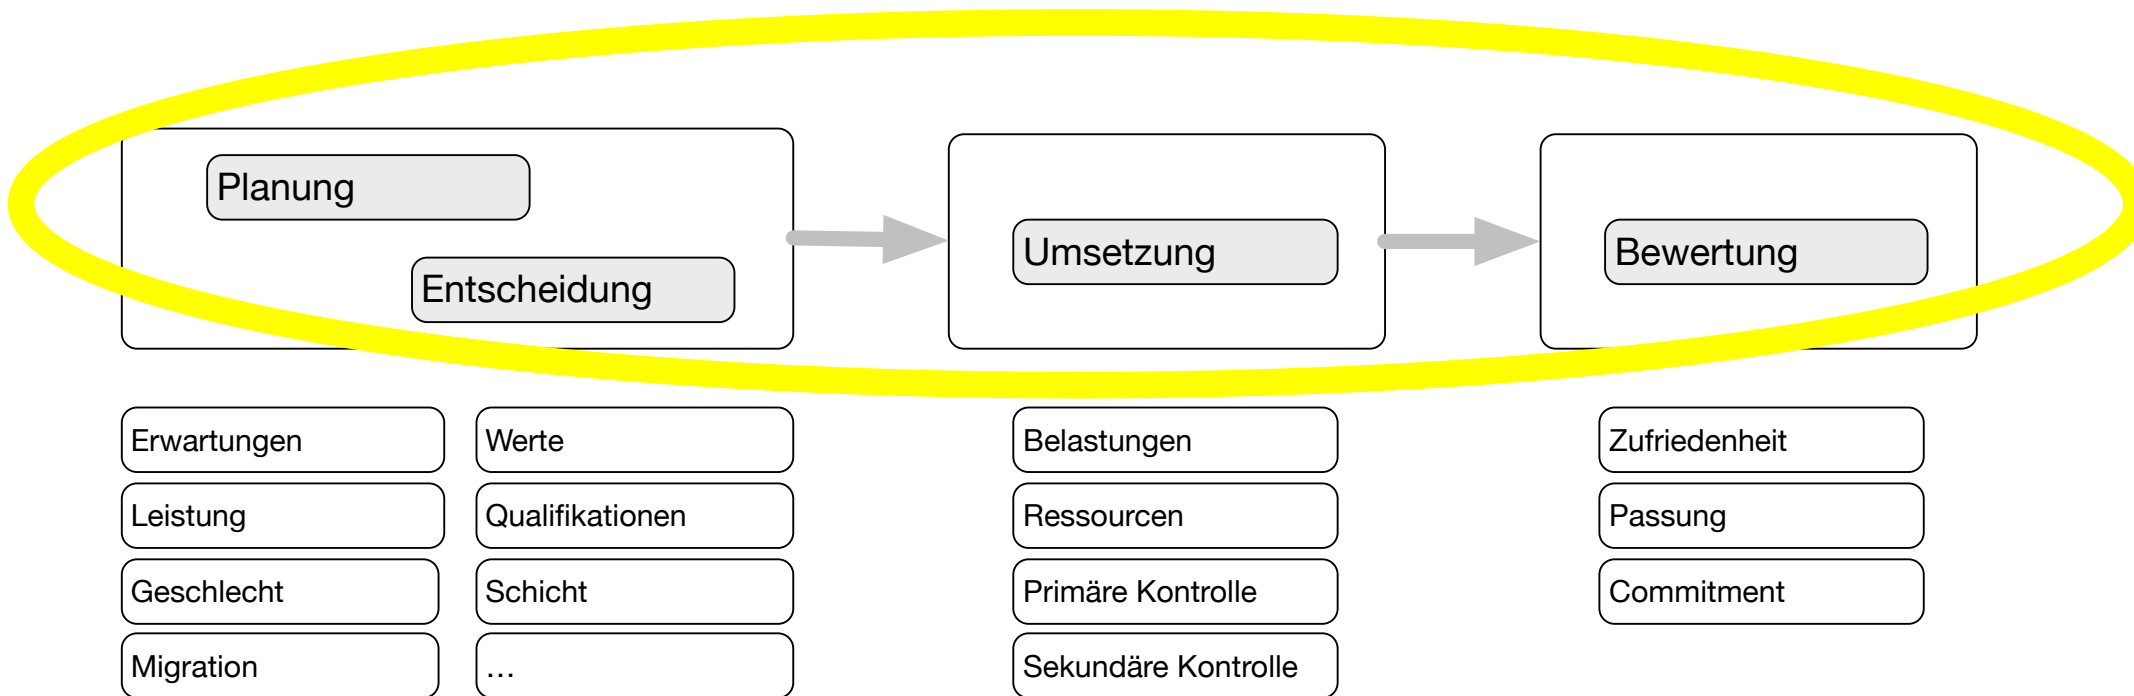 Planung
Entscheidung
Umsetzung
Bewertung
Erwartungen
Werte
Belastungen
Zufriedenheit
Leistung
Qualifikationen
Ressourcen
Passung
Geschlecht
Schicht
Primäre Kontrolle
Commitment
Migration
…
Sekundäre Kontrolle